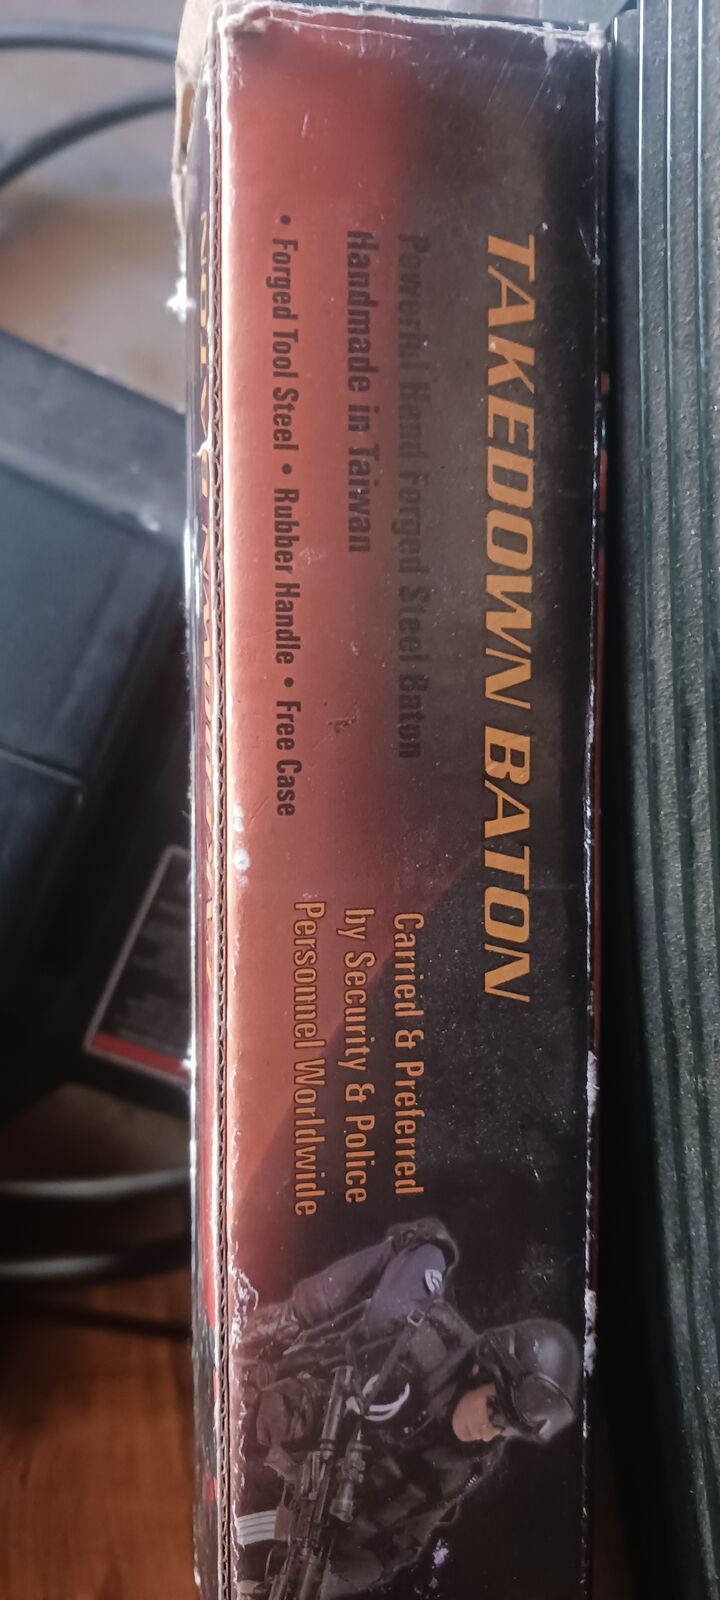 TAKEDOWN BATON
Powerful Hand Forged Steel Baton
Handmade in Taiwan
• Forged Tool Steel • Rubber Handle • Free Case
Carried & Preferred
by Security & Police
Personnel Worldwide